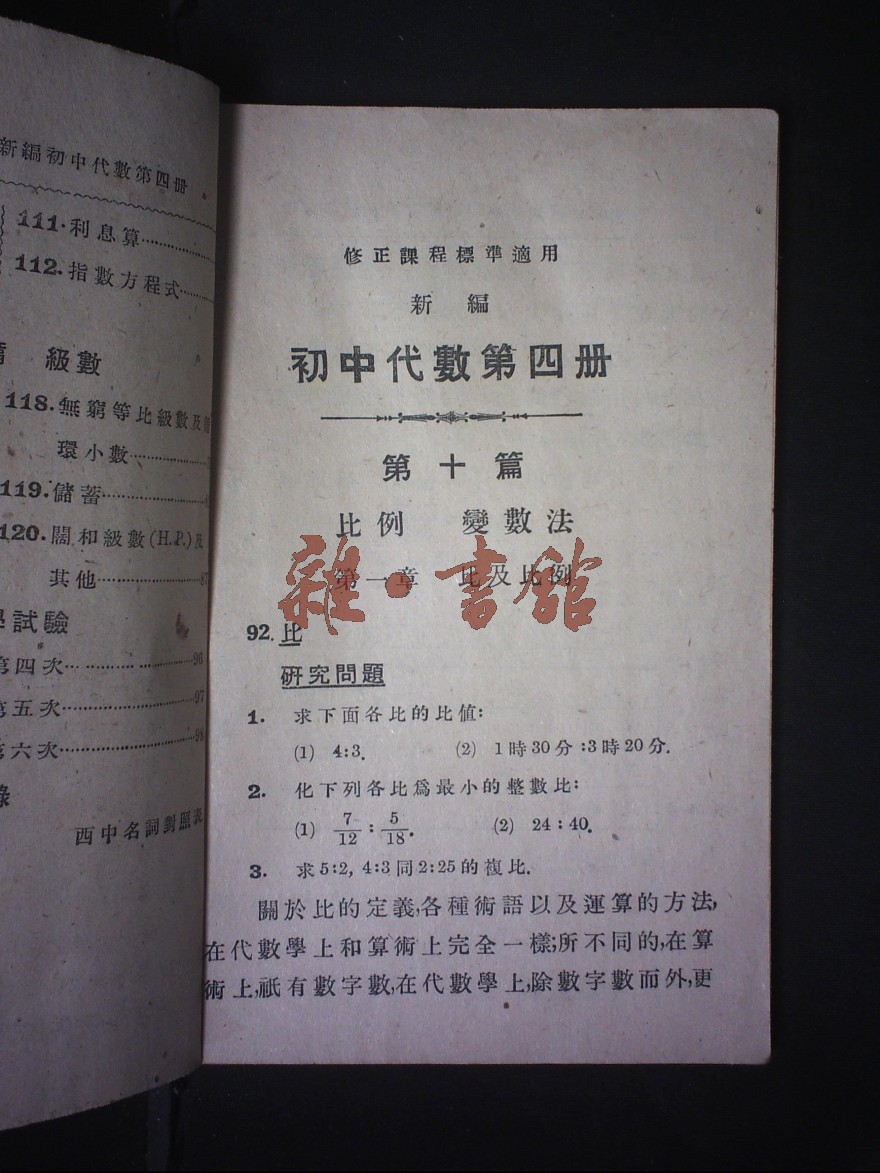 新編初中代數第四册
111.利息算
112.指數方程式
級數
118.無窮等比級數及循
環小數
119.儲蓄
120.闊和級數(H.P.)及
其他 87
學試驗
第四次 96
第五次 97
第六次 98
錄
西中名詞對照表
修正課程標準適用
新編
初中代數第四册
第十篇
比例 變數法
第一章 比及比例
雜·書館
92. 比
研究問題
1. 求下面各比的比值:
(1) 4:3. (2) 1時30分:3時20分.
2. 化下列各比爲最小的整數比:
(1) 7/12 : 5/18. (2) 24:40.
3. 求5:2, 4:3同2:25的複比.
關於比的定義,各種術語以及運算的方法,
在代數學上和算術上完全一樣;所不同的,在算
術上,祇有數字數,在代數學上,除數字數而外,更